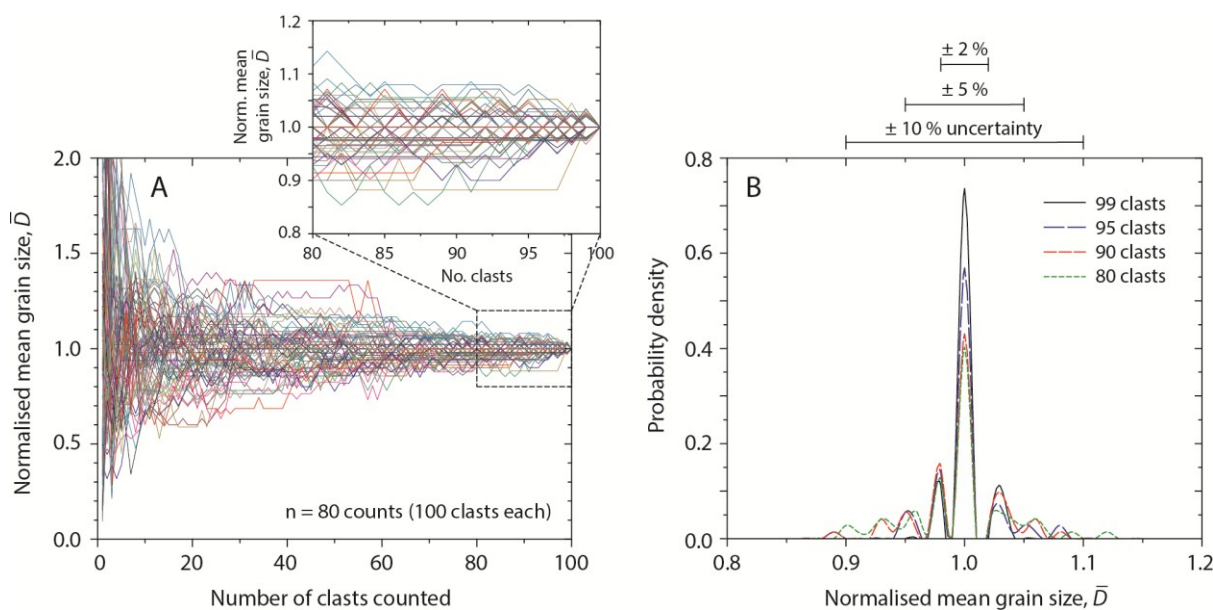 A
Normalised mean grain size, D̅
2.0
1.5
1.0
0.5
0.0
0
20
40
60
80
100
Number of clasts counted
n = 80 counts (100 clasts each)
Norm. mean
grain size, D̅
1.2
1.1
1.0
0.9
0.8
80
85
90
95
100
No. clasts
± 2 %
± 5 %
± 10 % uncertainty
B
Probability density
0.8
0.6
0.4
0.2
0.0
0.8
0.9
1.0
1.1
1.2
Normalised mean grain size, D̅
99 clasts
95 clasts
90 clasts
80 clasts